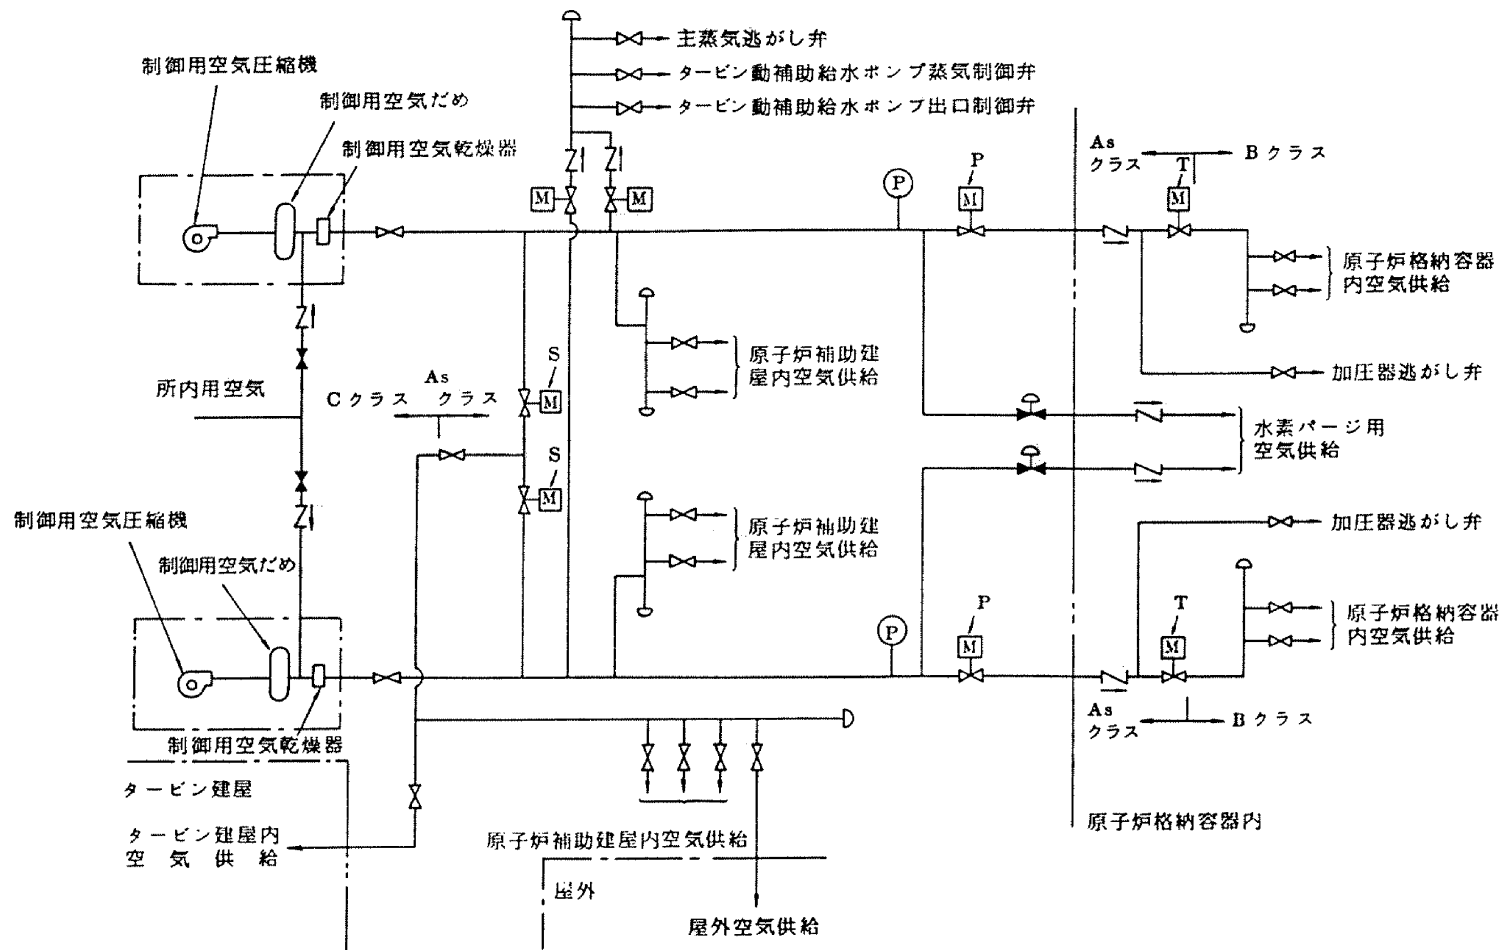 主蒸気逃がし弁
タービン動補助給水ポンプ蒸気制御弁
タービン動補助給水ポンプ出口制御弁
制御用空気圧縮機
制御用空気だめ
制御用空気乾燥器
As
クラス
Bクラス
P
P
T
M
M
M
M
原子炉格納容器
内空気供給
原子炉補助建
屋内空気供給
加圧器逃がし弁
所内用空気
Cクラス
As
クラス
S
M
S
M
水素パージ用
空気供給
原子炉補助建
屋内空気供給
加圧器逃がし弁
制御用空気圧縮機
制御用空気だめ
制御用空気乾燥器
P
P
M
T
M
原子炉格納容器
内空気供給
As
クラス
Bクラス
タービン建屋
タービン建屋内
空気供給
原子炉補助建屋内空気供給
屋外
屋外空気供給
原子炉格納容器内